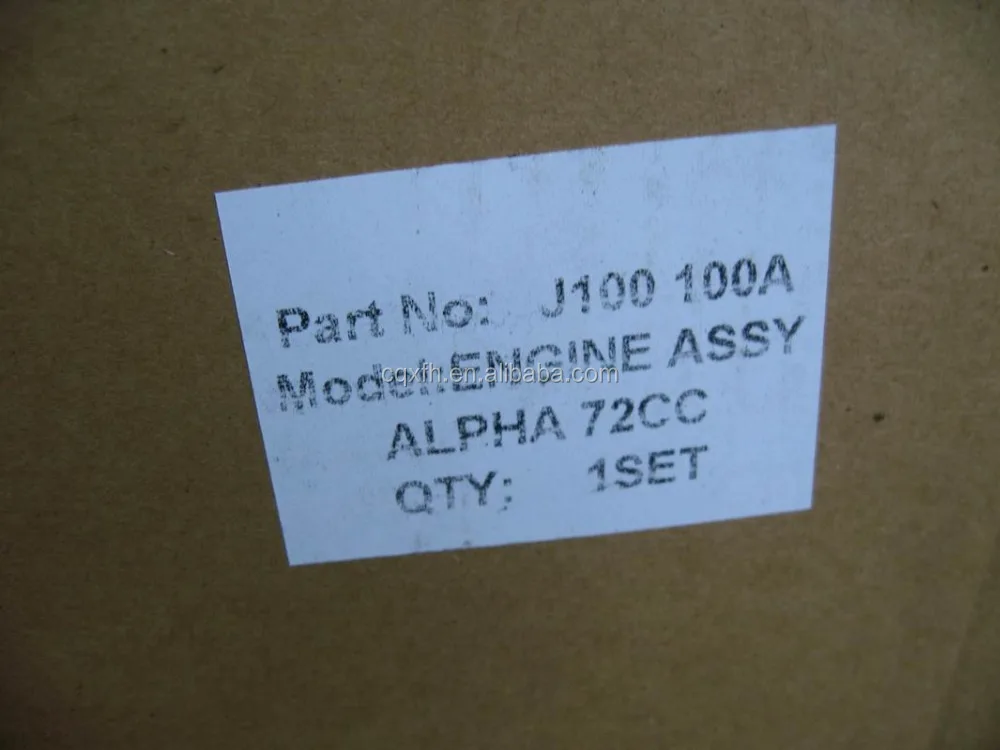 Part No: J100 100A
Model:ENGINE ASSY
cqxfh.en.alibaba.com
ALPHA 72CC
QTY: 1SET